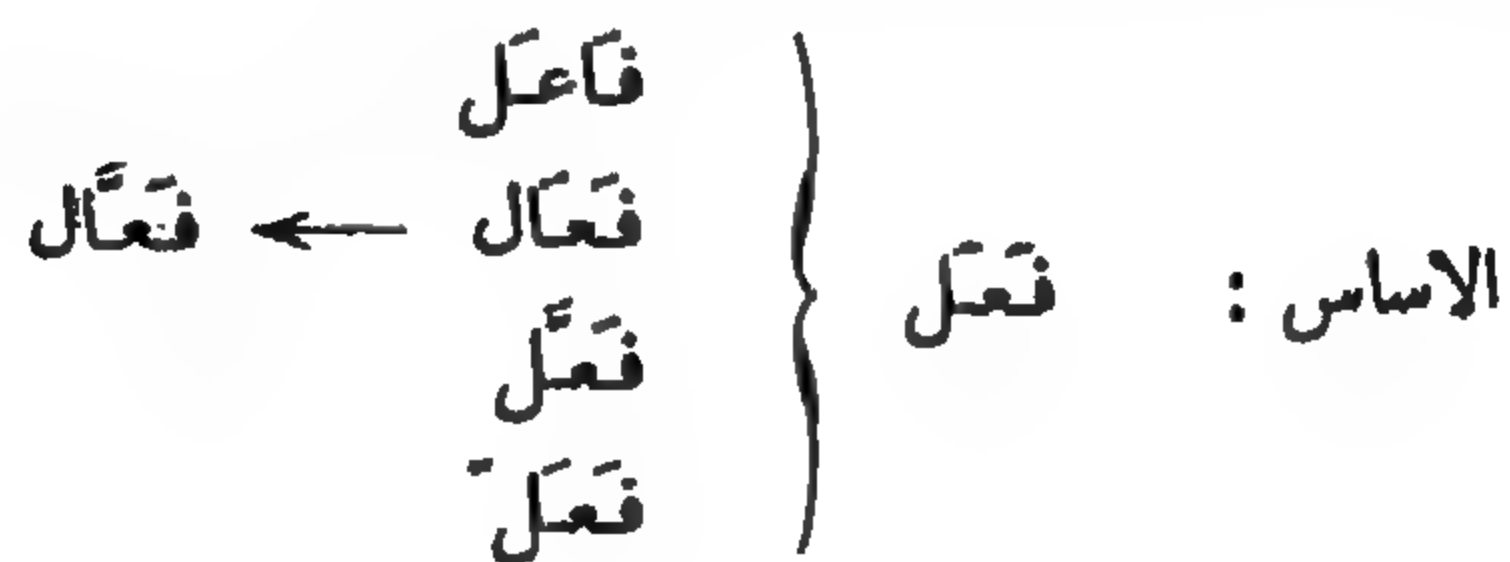 الاساس : فَعَل
فَاعَل
فَعَال ← فَعَّال
فَعَّل
فَعَلّ